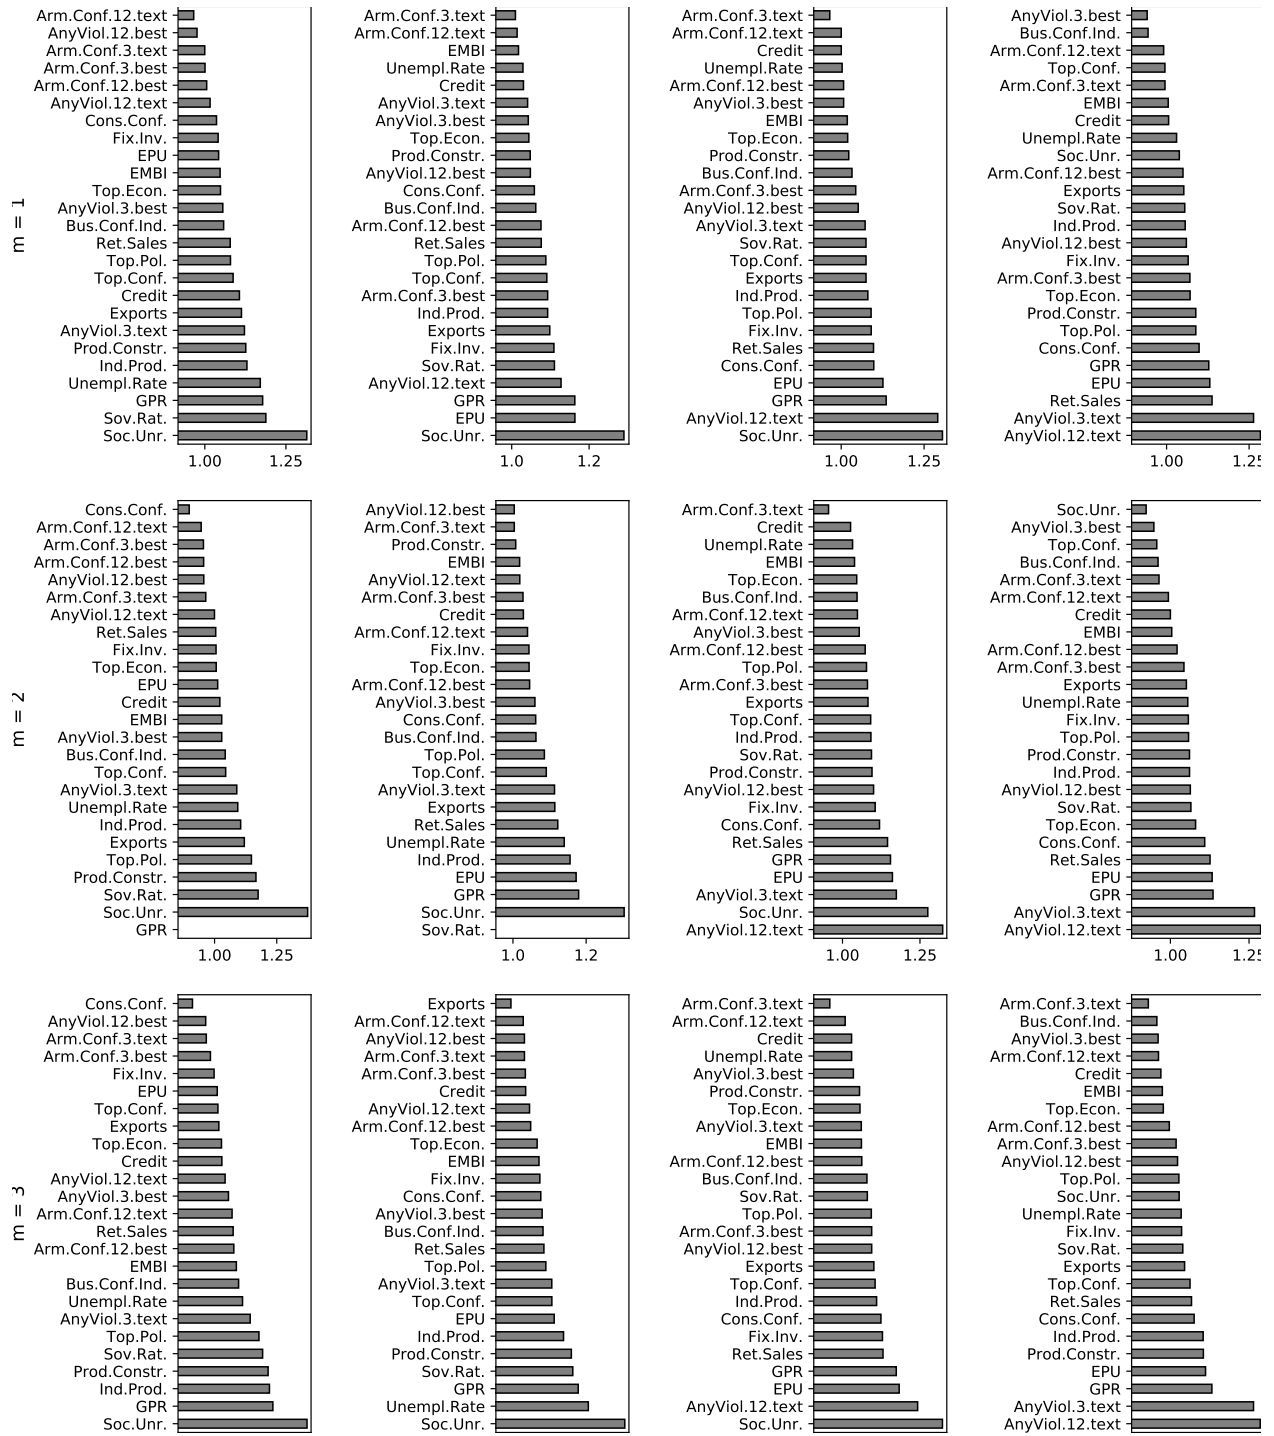 m = 1
Arm.Conf.12.text
AnyViol.12.best
Arm.Conf.3.text
Arm.Conf.3.best
Arm.Conf.12.best
AnyViol.12.text
Cons.Conf.
Fix.Inv.
EPU
EMBI
Top.Econ.
AnyViol.3.best
Bus.Conf.Ind.
Ret.Sales
Top.Pol.
Top.Conf.
Credit
Exports
AnyViol.3.text
Prod.Constr.
Ind.Prod.
Unempl.Rate
GPR
Sov.Rat.
Soc.Unr.
1.00 1.25
Arm.Conf.3.text
Arm.Conf.12.text
EMBI
Unempl.Rate
Credit
AnyViol.3.text
AnyViol.3.best
Top.Econ.
Prod.Constr.
AnyViol.12.best
Cons.Conf.
Bus.Conf.Ind.
Arm.Conf.12.best
Ret.Sales
Top.Pol.
Top.Conf.
Arm.Conf.3.best
Ind.Prod.
Exports
Fix.Inv.
Sov.Rat.
AnyViol.12.text
GPR
EPU
Soc.Unr.
1.0 1.2
Arm.Conf.3.text
Arm.Conf.12.text
Credit
Unempl.Rate
Arm.Conf.12.best
AnyViol.3.best
EMBI
Top.Econ.
Prod.Constr.
Bus.Conf.Ind.
Arm.Conf.3.best
AnyViol.12.best
AnyViol.3.text
Sov.Rat.
Top.Conf.
Exports
Ind.Prod.
Top.Pol.
Fix.Inv.
Ret.Sales
Cons.Conf.
EPU
GPR
AnyViol.12.text
Soc.Unr.
1.00 1.25
AnyViol.3.best
Bus.Conf.Ind.
Arm.Conf.12.text
Top.Conf.
Arm.Conf.3.text
EMBI
Credit
Unempl.Rate
Soc.Unr.
Arm.Conf.12.best
Exports
Sov.Rat.
Ind.Prod.
AnyViol.12.best
Fix.Inv.
Arm.Conf.3.best
Top.Econ.
Prod.Constr.
Top.Pol.
Cons.Conf.
GPR
EPU
Ret.Sales
AnyViol.3.text
AnyViol.12.text
1.00 1.25
m = 2
Cons.Conf.
Arm.Conf.12.text
Arm.Conf.3.best
Arm.Conf.12.best
AnyViol.12.best
Arm.Conf.3.text
AnyViol.12.text
Ret.Sales
Fix.Inv.
Top.Econ.
EPU
Credit
EMBI
AnyViol.3.best
Bus.Conf.Ind.
Top.Conf.
AnyViol.3.text
Unempl.Rate
Ind.Prod.
Exports
Top.Pol.
Prod.Constr.
Sov.Rat.
Soc.Unr.
GPR
1.00 1.25
AnyViol.12.best
Arm.Conf.3.text
Prod.Constr.
EMBI
AnyViol.12.text
Arm.Conf.3.best
Credit
Arm.Conf.12.text
Fix.Inv.
Top.Econ.
Arm.Conf.12.best
AnyViol.3.best
Cons.Conf.
Bus.Conf.Ind.
Top.Pol.
Top.Conf.
AnyViol.3.text
Exports
Ret.Sales
Unempl.Rate
Ind.Prod.
EPU
GPR
Soc.Unr.
Sov.Rat.
1.0 1.2
Arm.Conf.3.text
Credit
Unempl.Rate
EMBI
Top.Econ.
Bus.Conf.Ind.
Arm.Conf.12.text
AnyViol.3.best
Arm.Conf.12.best
Top.Pol.
Arm.Conf.3.best
Exports
Top.Conf.
Ind.Prod.
Sov.Rat.
Prod.Constr.
AnyViol.12.best
Fix.Inv.
Cons.Conf.
Ret.Sales
GPR
EPU
AnyViol.3.text
Soc.Unr.
AnyViol.12.text
1.00 1.25
Soc.Unr.
AnyViol.3.best
Top.Conf.
Bus.Conf.Ind.
Arm.Conf.3.text
Arm.Conf.12.text
Credit
EMBI
Arm.Conf.12.best
Arm.Conf.3.best
Exports
Unempl.Rate
Fix.Inv.
Top.Pol.
Prod.Constr.
Ind.Prod.
AnyViol.12.best
Sov.Rat.
Top.Econ.
Cons.Conf.
Ret.Sales
EPU
GPR
AnyViol.3.text
AnyViol.12.text
1.00 1.25
m = 3
Cons.Conf.
AnyViol.12.best
Arm.Conf.3.text
Arm.Conf.3.best
Fix.Inv.
EPU
Top.Conf.
Exports
Top.Econ.
Credit
AnyViol.12.text
AnyViol.3.best
Arm.Conf.12.text
Ret.Sales
Arm.Conf.12.best
EMBI
Bus.Conf.Ind.
Unempl.Rate
AnyViol.3.text
Top.Pol.
Sov.Rat.
Prod.Constr.
Ind.Prod.
GPR
Soc.Unr.
Exports
Arm.Conf.12.text
AnyViol.12.best
Arm.Conf.3.text
Arm.Conf.3.best
Credit
AnyViol.12.text
Arm.Conf.12.best
Top.Econ.
EMBI
Fix.Inv.
Cons.Conf.
AnyViol.3.best
Bus.Conf.Ind.
Ret.Sales
Top.Pol.
AnyViol.3.text
Top.Conf.
EPU
Ind.Prod.
Prod.Constr.
Sov.Rat.
GPR
Unempl.Rate
Soc.Unr.
Arm.Conf.3.text
Arm.Conf.12.text
Credit
Unempl.Rate
AnyViol.3.best
Prod.Constr.
Top.Econ.
AnyViol.3.text
EMBI
Arm.Conf.12.best
Bus.Conf.Ind.
Sov.Rat.
Top.Pol.
Arm.Conf.3.best
AnyViol.12.best
Exports
Top.Conf.
Ind.Prod.
Cons.Conf.
Fix.Inv.
Ret.Sales
GPR
EPU
AnyViol.12.text
Soc.Unr.
Arm.Conf.3.text
Bus.Conf.Ind.
AnyViol.3.best
Arm.Conf.12.text
Credit
EMBI
Top.Econ.
Arm.Conf.12.best
Arm.Conf.3.best
AnyViol.12.best
Top.Pol.
Soc.Unr.
Unempl.Rate
Fix.Inv.
Sov.Rat.
Exports
Top.Conf.
Ret.Sales
Cons.Conf.
Ind.Prod.
Prod.Constr.
EPU
GPR
AnyViol.3.text
AnyViol.12.text